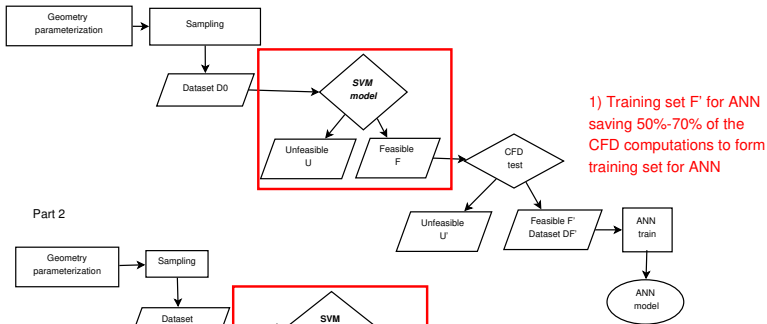 Geometry
parameterization
Sampling
Dataset D0
SVM
model
Unfeasible
U
Feasible
F
CFD
test
1) Training set F' for ANN
saving 50%-70% of the
CFD computations to form
training set for ANN
Unfeasible
U'
Feasible F'
Dataset DF'
ANN
train
ANN
model
Part 2
Geometry
parameterization
Sampling
Dataset
SVM